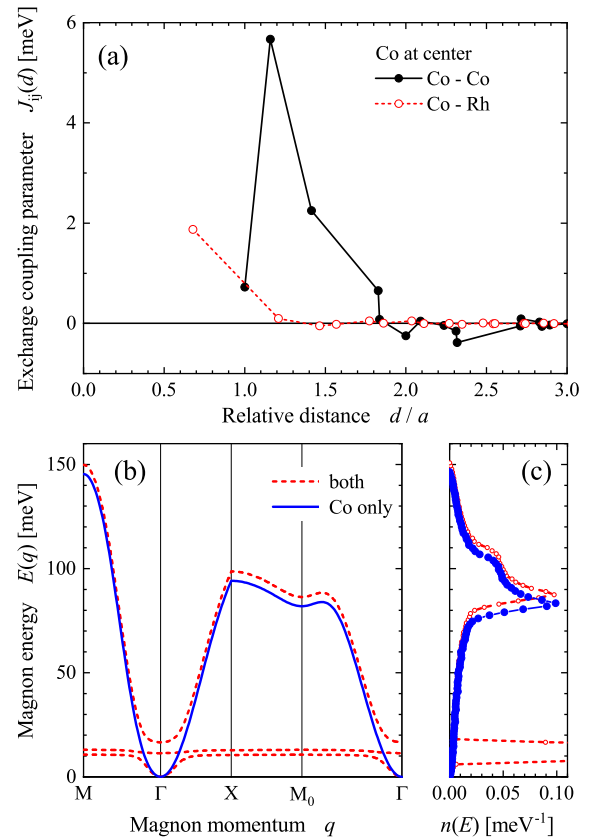 Exchange coupling parameter J_ij(d) [meV]
6
4
2
0
(a)
Co at center
Co - Co
Co - Rh
0.0 0.5 1.0 1.5 2.0 2.5 3.0
Relative distance d / a
Magnon energy E(q) [meV]
150
100
50
0
(b)
both
Co only
M Γ X M₀ Γ
Magnon momentum q
(c)
0.00 0.05 0.10
n(E) [meV⁻¹]